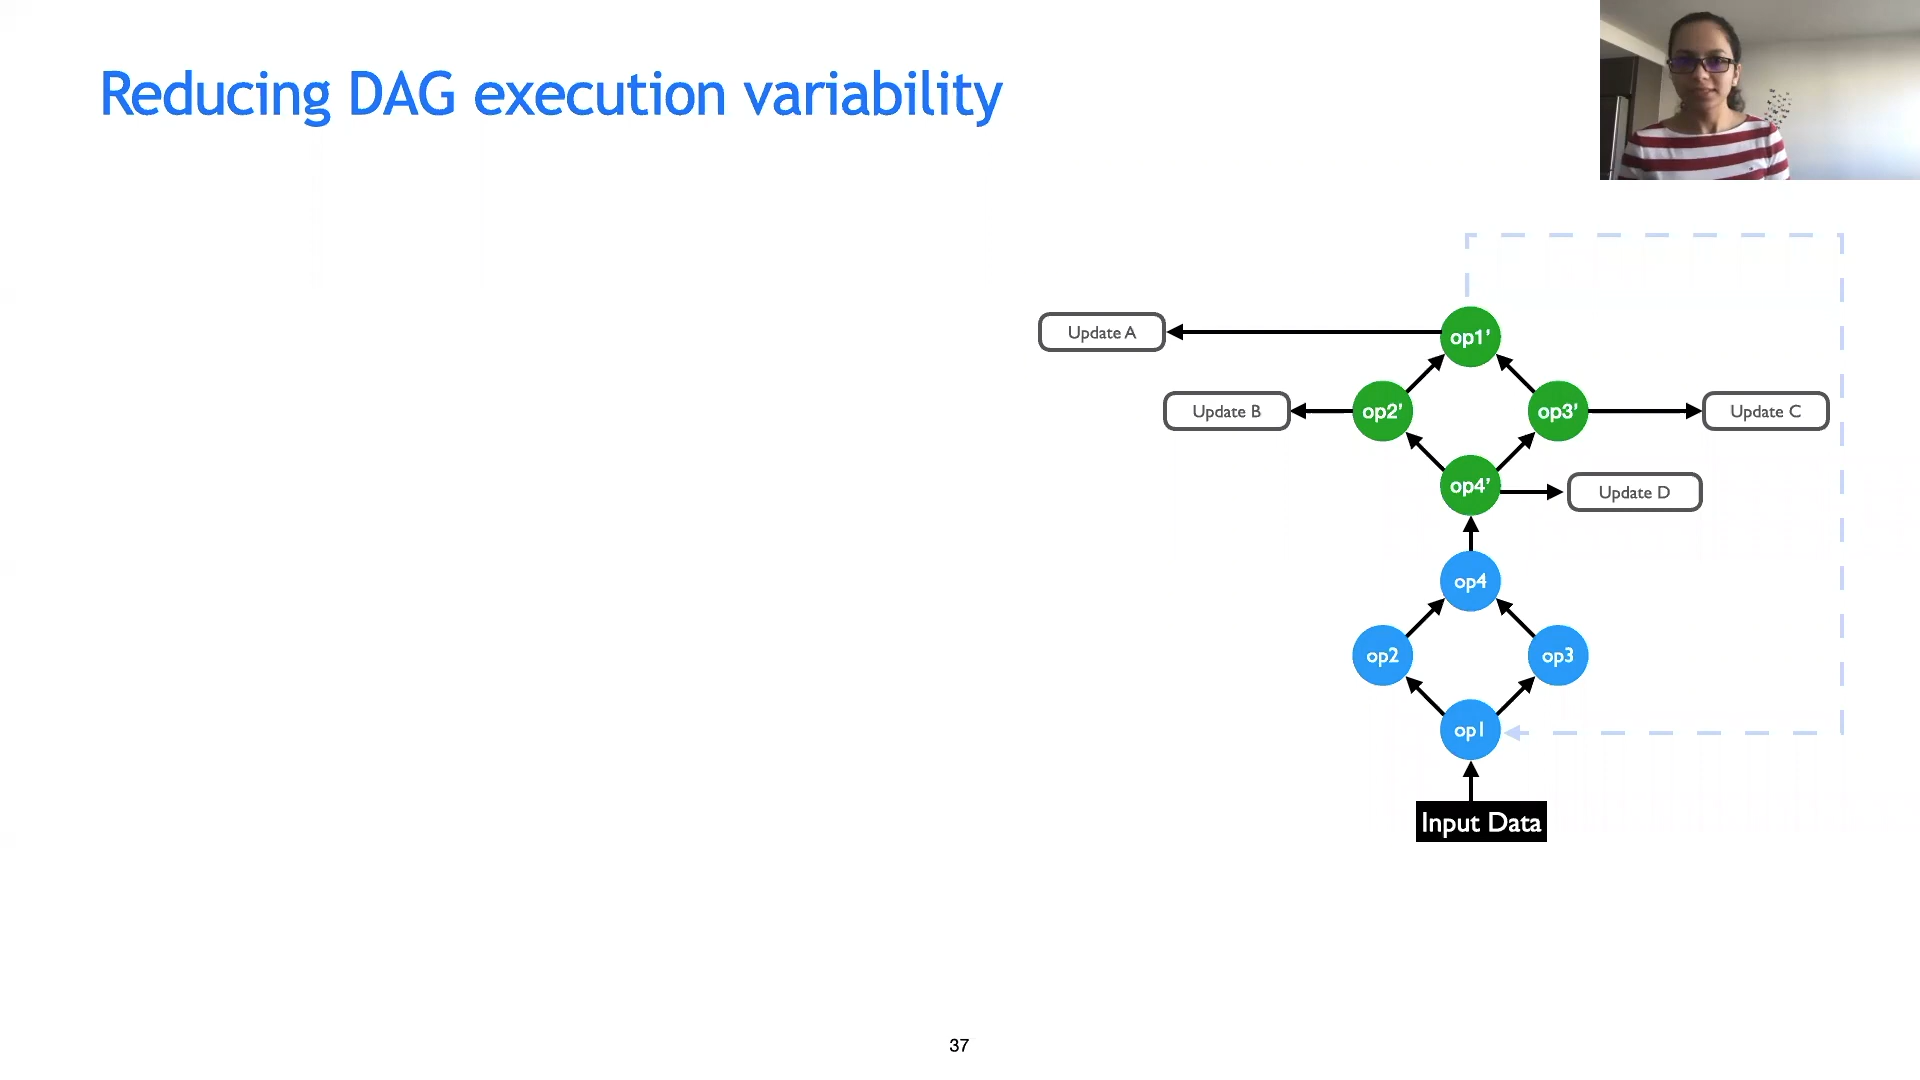 Reducing DAG execution variability
Update A
op1’
Update B
op2’
op3’
Update C
op4’
Update D
op4
op2
op3
op1
Input Data
37